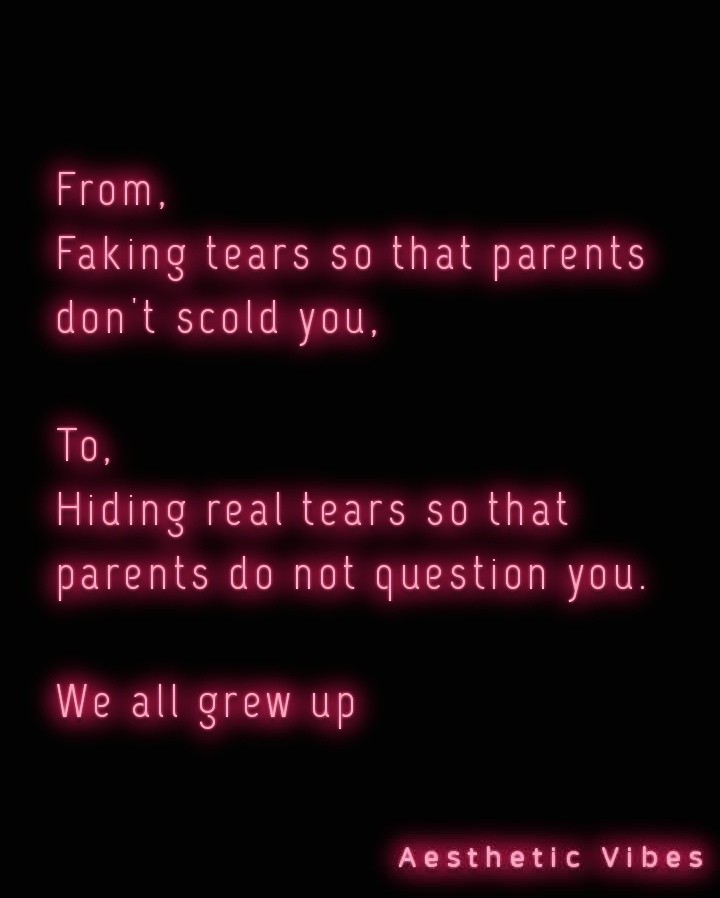 From,
Faking tears so that parents
don't scold you,
To,
Hiding real tears so that
parents do not question you.
We all grew up
Aesthetic Vibes